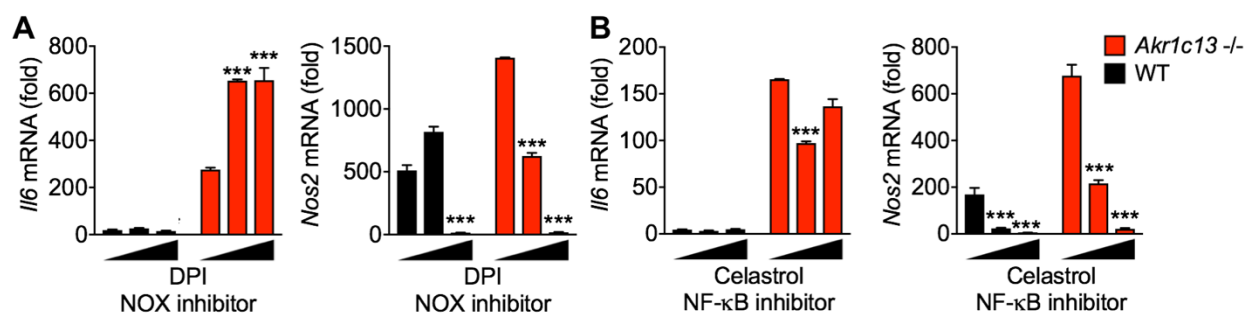 A
Il6 mRNA (fold)
800
600
400
200
0
***
***
DPI
NOX inhibitor
Nos2 mRNA (fold)
1500
1000
500
0
***
***
***
DPI
NOX inhibitor
B
Il6 mRNA (fold)
200
150
100
50
0
***
Celastrol
NF-κB inhibitor
Nos2 mRNA (fold)
800
600
400
200
0
***
***
***
***
Celastrol
NF-κB inhibitor
Akr1c13 -/-
WT